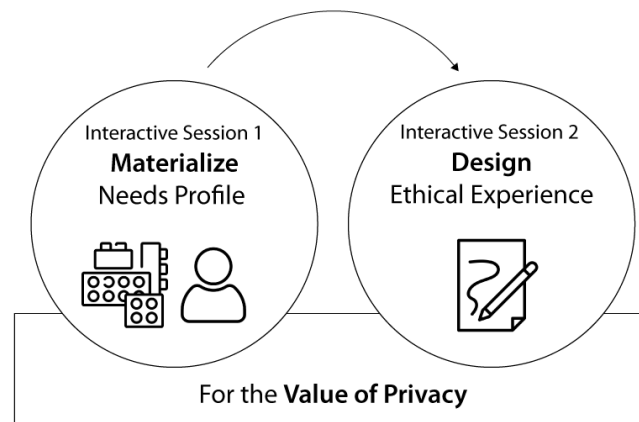 Interactive Session 1
Materialize
Needs Profile
Interactive Session 2
Design
Ethical Experience
For the Value of Privacy